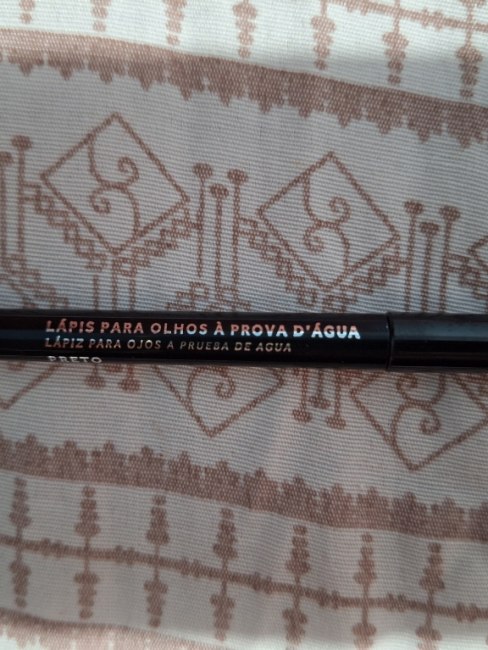 LÁPIS PARA OLHOS À PROVA D'ÁGUA
LÁPIZ PARA OJOS A PRUEBA DE AGUA
PRETO